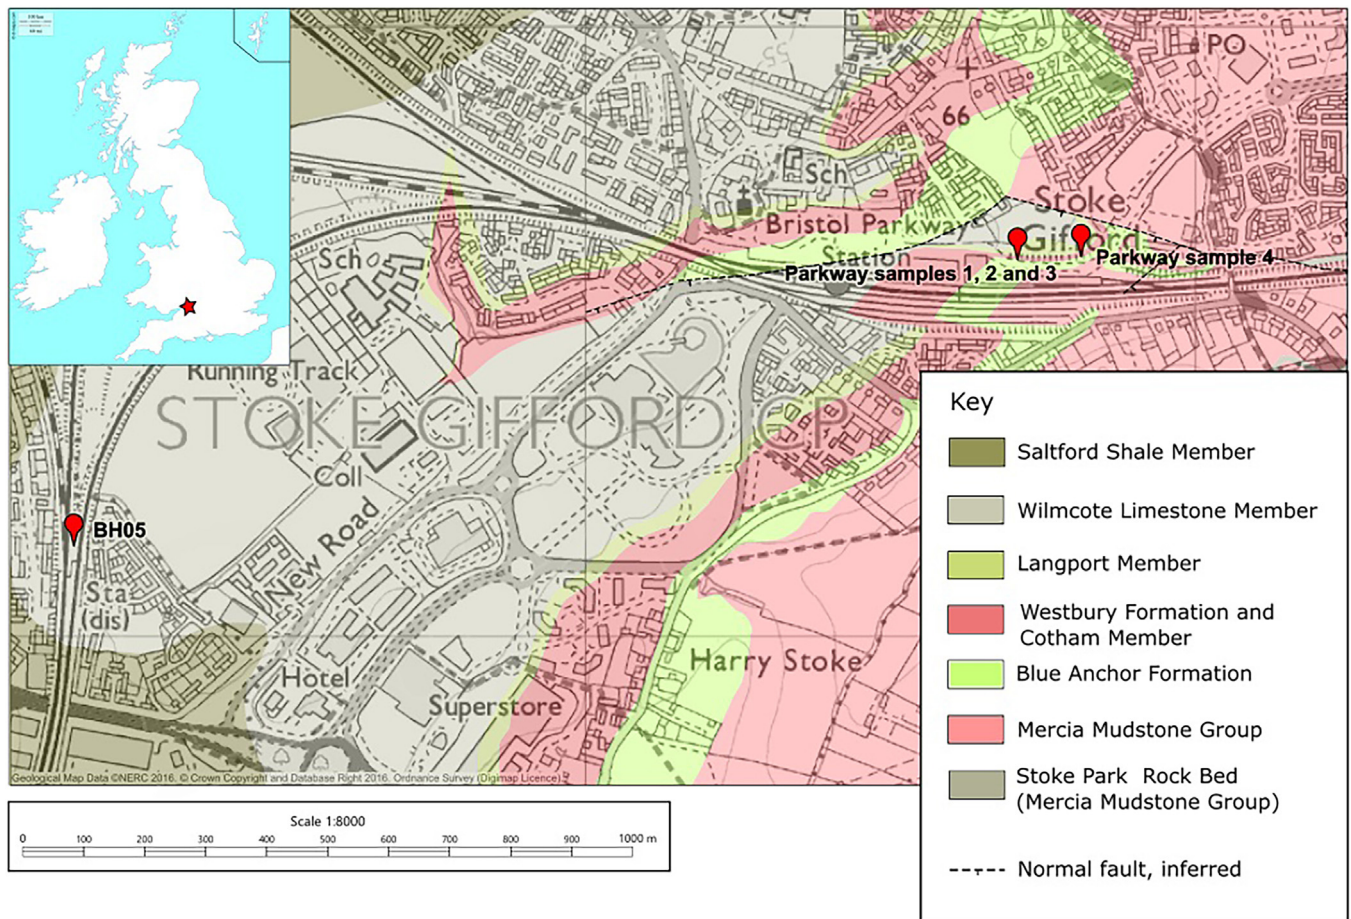 PO
66
Sch
Stoke
Gifford
Bristol Parkway
Station
Parkway sample 4
Parkway samples 1, 2 and 3
Sch
Running Track
STOKE GIFFORD CP
Coll
New Road
BH05
Sta
(dis)
Hotel
Superstore
Harry Stoke
Geological Map Data ©NERC 2016. © Crown Copyright and Database Right 2016. Ordnance Survey (Digimap Licence).
Key
Saltford Shale Member
Wilmcote Limestone Member
Langport Member
Westbury Formation and
Cotham Member
Blue Anchor Formation
Mercia Mudstone Group
Stoke Park Rock Bed
(Mercia Mudstone Group)
Normal fault, inferred
Scale 1:8000
0 100 200 300 400 500 600 700 800 900 1000 m